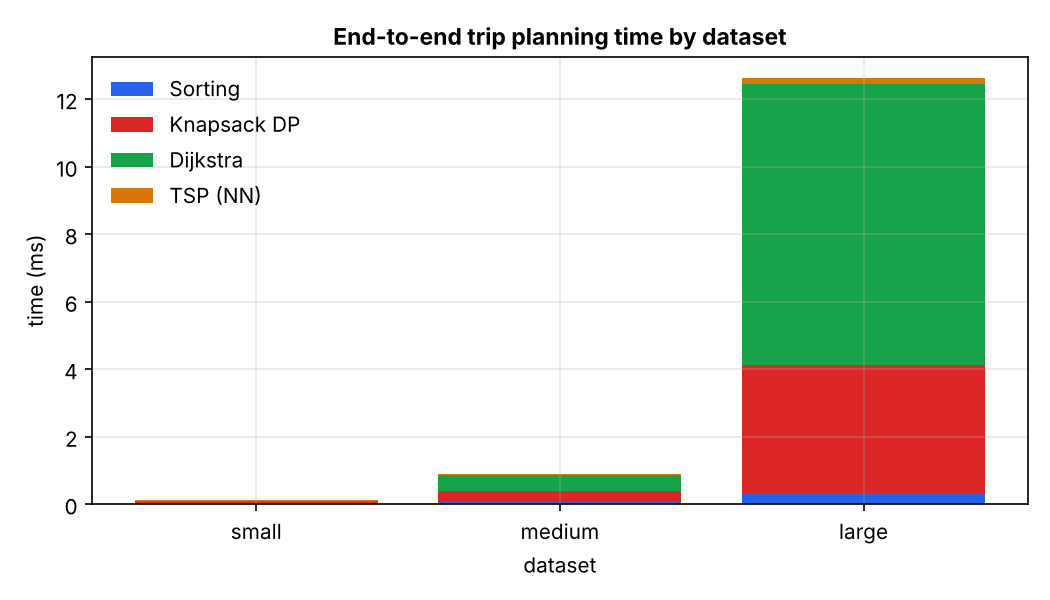 End-to-end trip planning time by dataset
Sorting
Knapsack DP
Dijkstra
TSP (NN)
time (ms)
12
10
8
6
4
2
0
small medium large
dataset